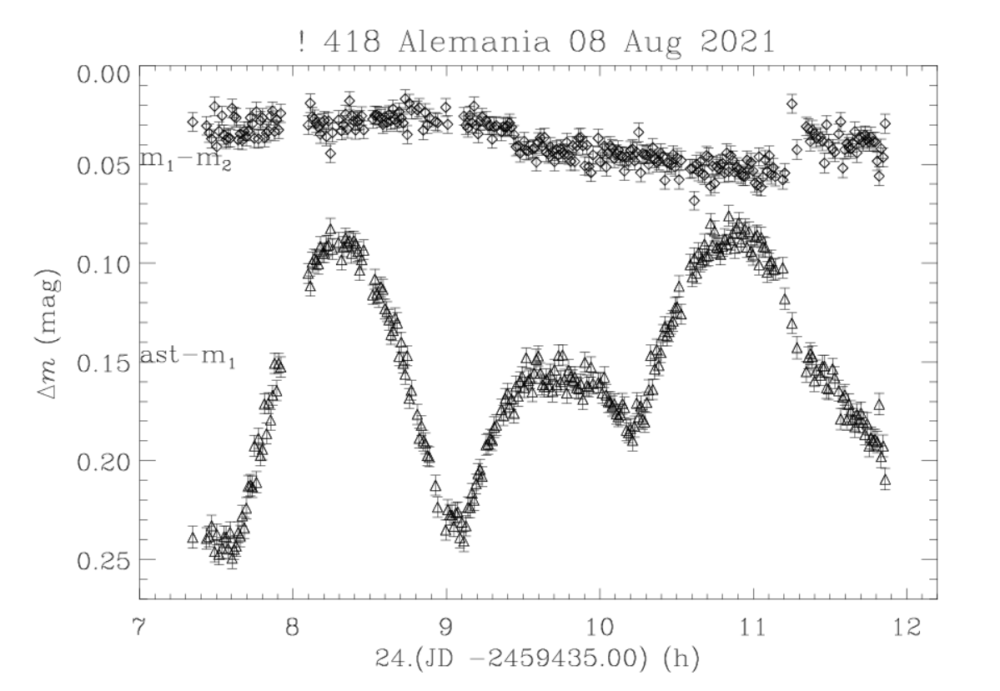 ! 418 Alemania 08 Aug 2021
0.00
m₁−m₂
0.05
0.10
Δm (mag)
ast−m₁
0.15
0.20
0.25
7 8 9 10 11 12
24.(JD −2459435.00) (h)